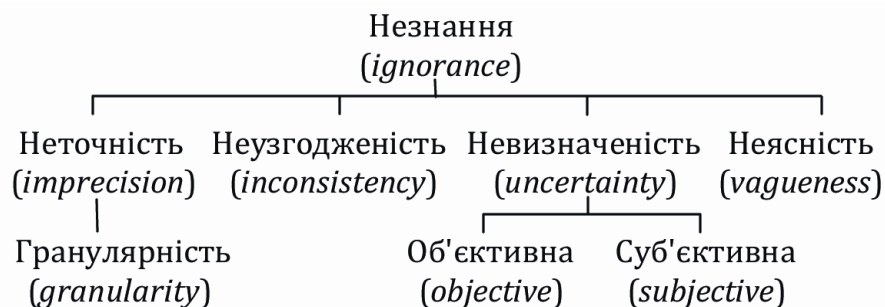 Незнання
(ignorance)
Неточність Неузгодженість Невизначеність Неясність
(imprecision) (inconsistency) (uncertainty) (vagueness)
Гранулярність Об'єктивна Суб'єктивна
(granularity) (objective) (subjective)